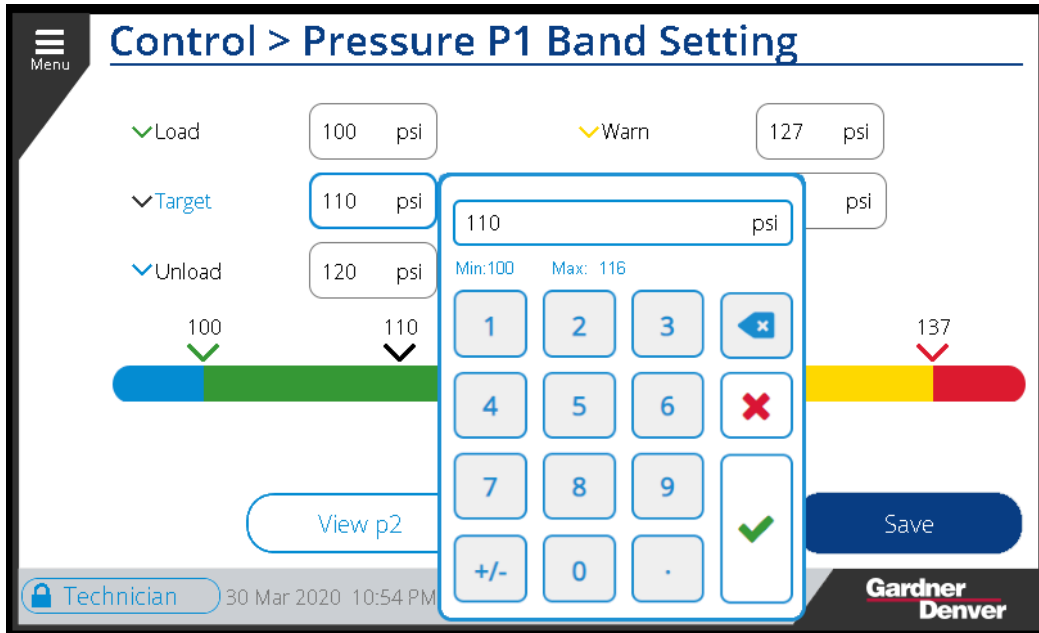 Control > Pressure P1 Band Setting
Menu
Load 100 psi Warn 127 psi
Target 110 psi psi
110 psi
Min:100 Max: 116
Unload 120 psi
1 2 3
100 110 137
4 5 6
7 8 9
View p2 Save
+/- 0 .
Technician 30 Mar 2020 10:54 PM
Gardner
Denver